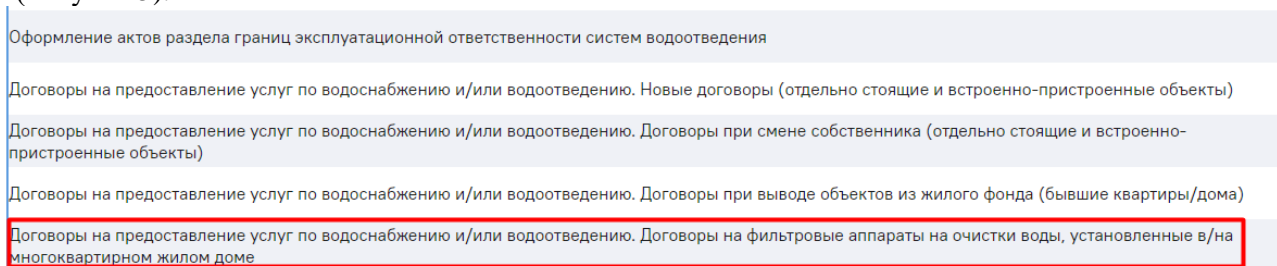 Оформление актов раздела границ эксплуатационной ответственности систем водоотведения
Договоры на предоставление услуг по водоснабжению и/или водоотведению. Новые договоры (отдельно стоящие и встроенно-пристроенные объекты)
Договоры на предоставление услуг по водоснабжению и/или водоотведению. Договоры при смене собственника (отдельно стоящие и встроенно-
пристроенные объекты)
Договоры на предоставление услуг по водоснабжению и/или водоотведению. Договоры при выводе объектов из жилого фонда (бывшие квартиры/дома)
Договоры на предоставление услуг по водоснабжению и/или водоотведению. Договоры на фильтровые аппараты на очистки воды, установленные в/на
многоквартирном жилом доме